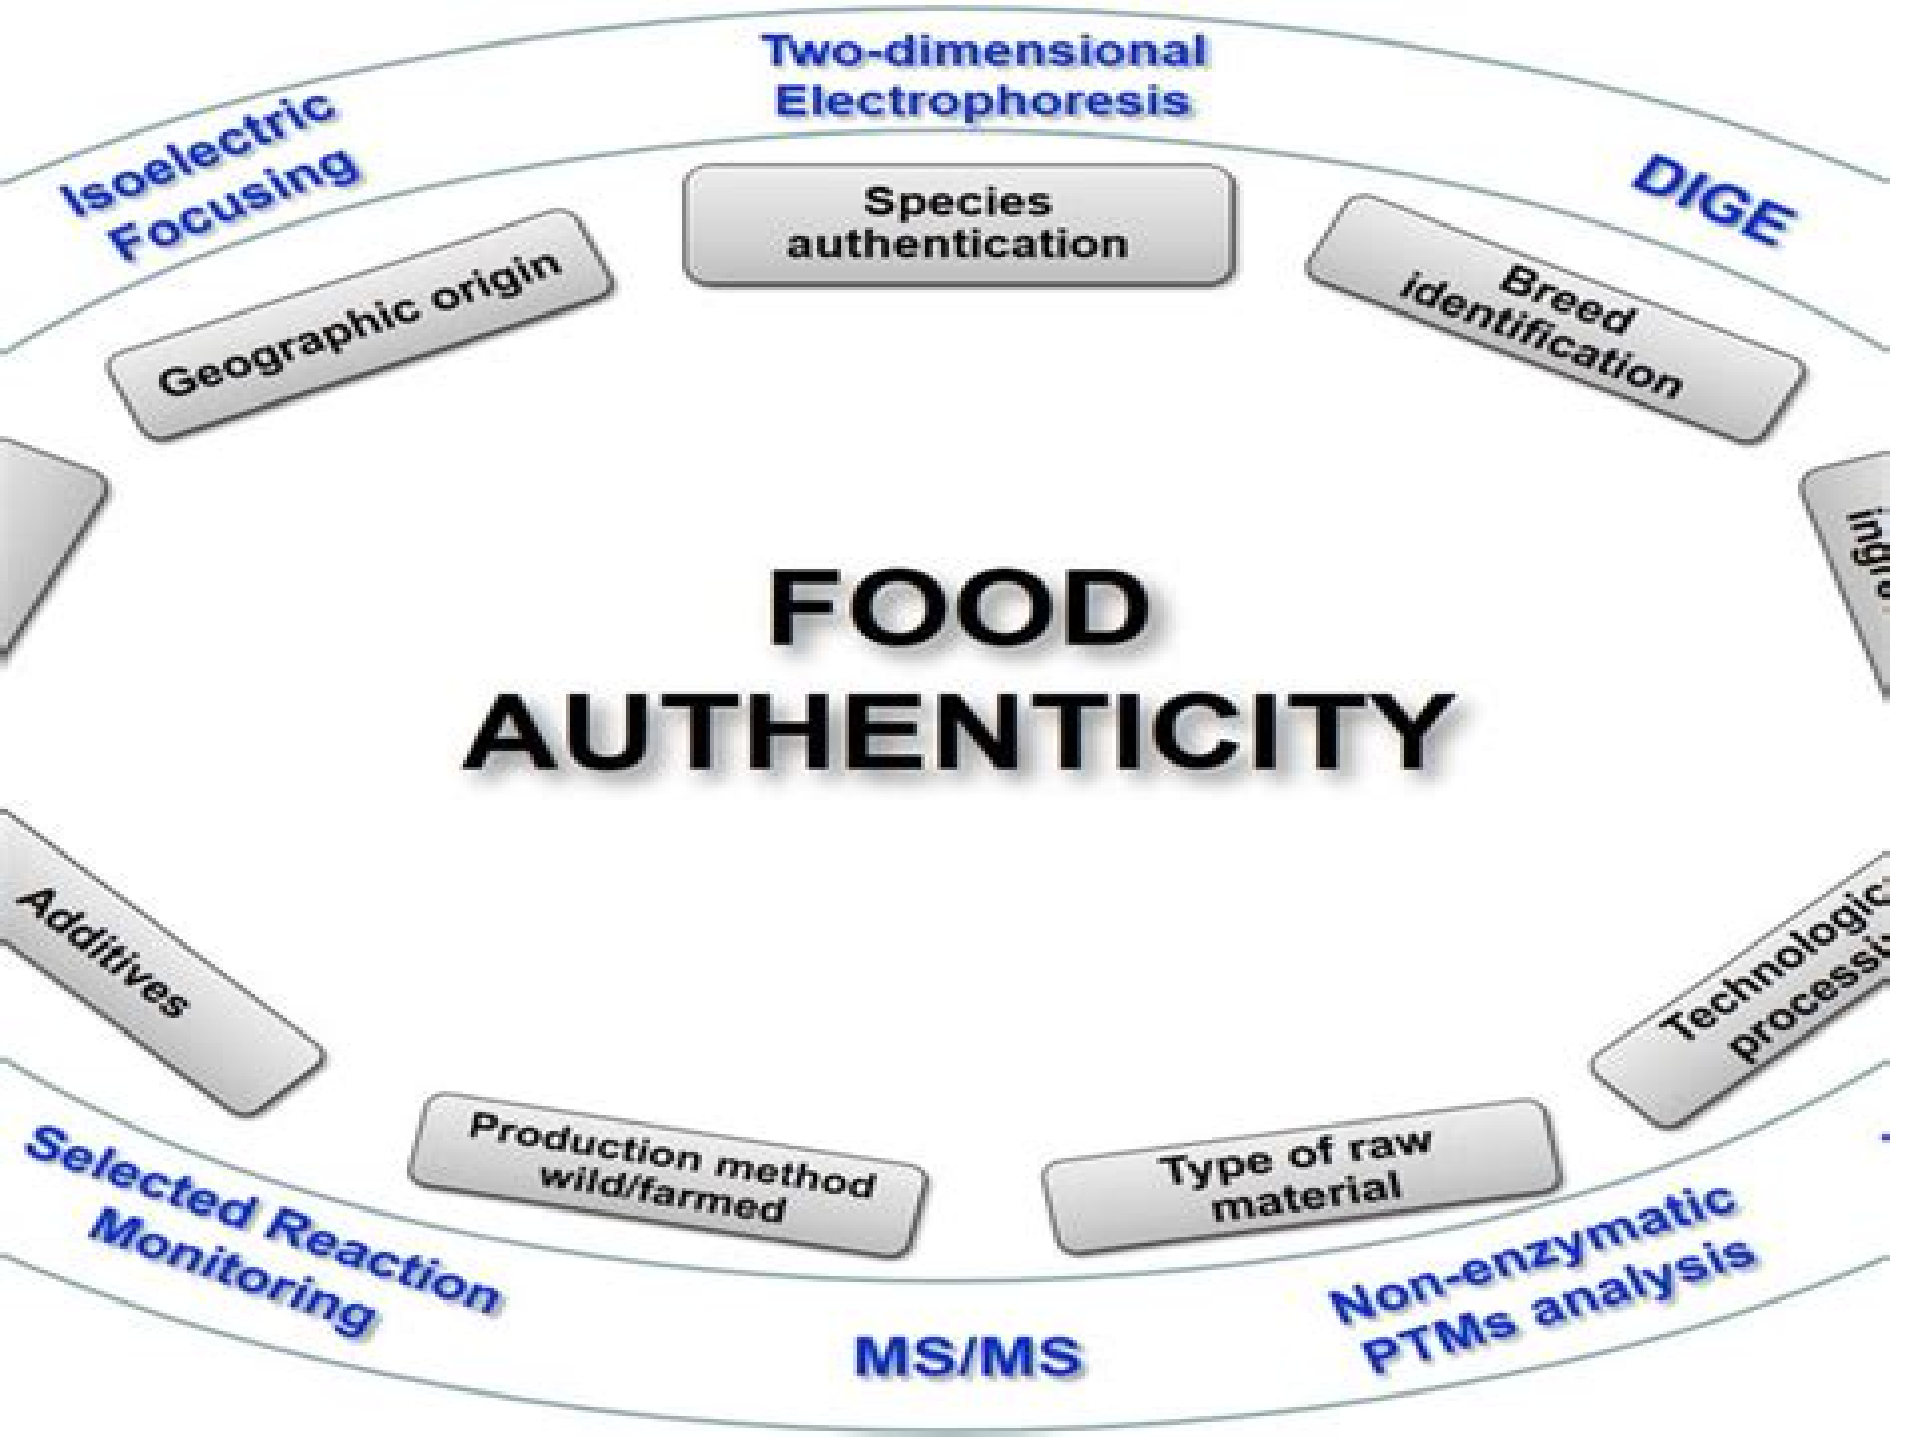 Two-dimensional
Electrophoresis
Isoelectric
Focusing
DIGE
Species
authentication
Geographic origin
Breed
identification
FOOD
AUTHENTICITY
Additives
Production method
wild/farmed
Type of raw
material
Selected Reaction
Monitoring
MS/MS
Non-enzymatic
PTMs analysis